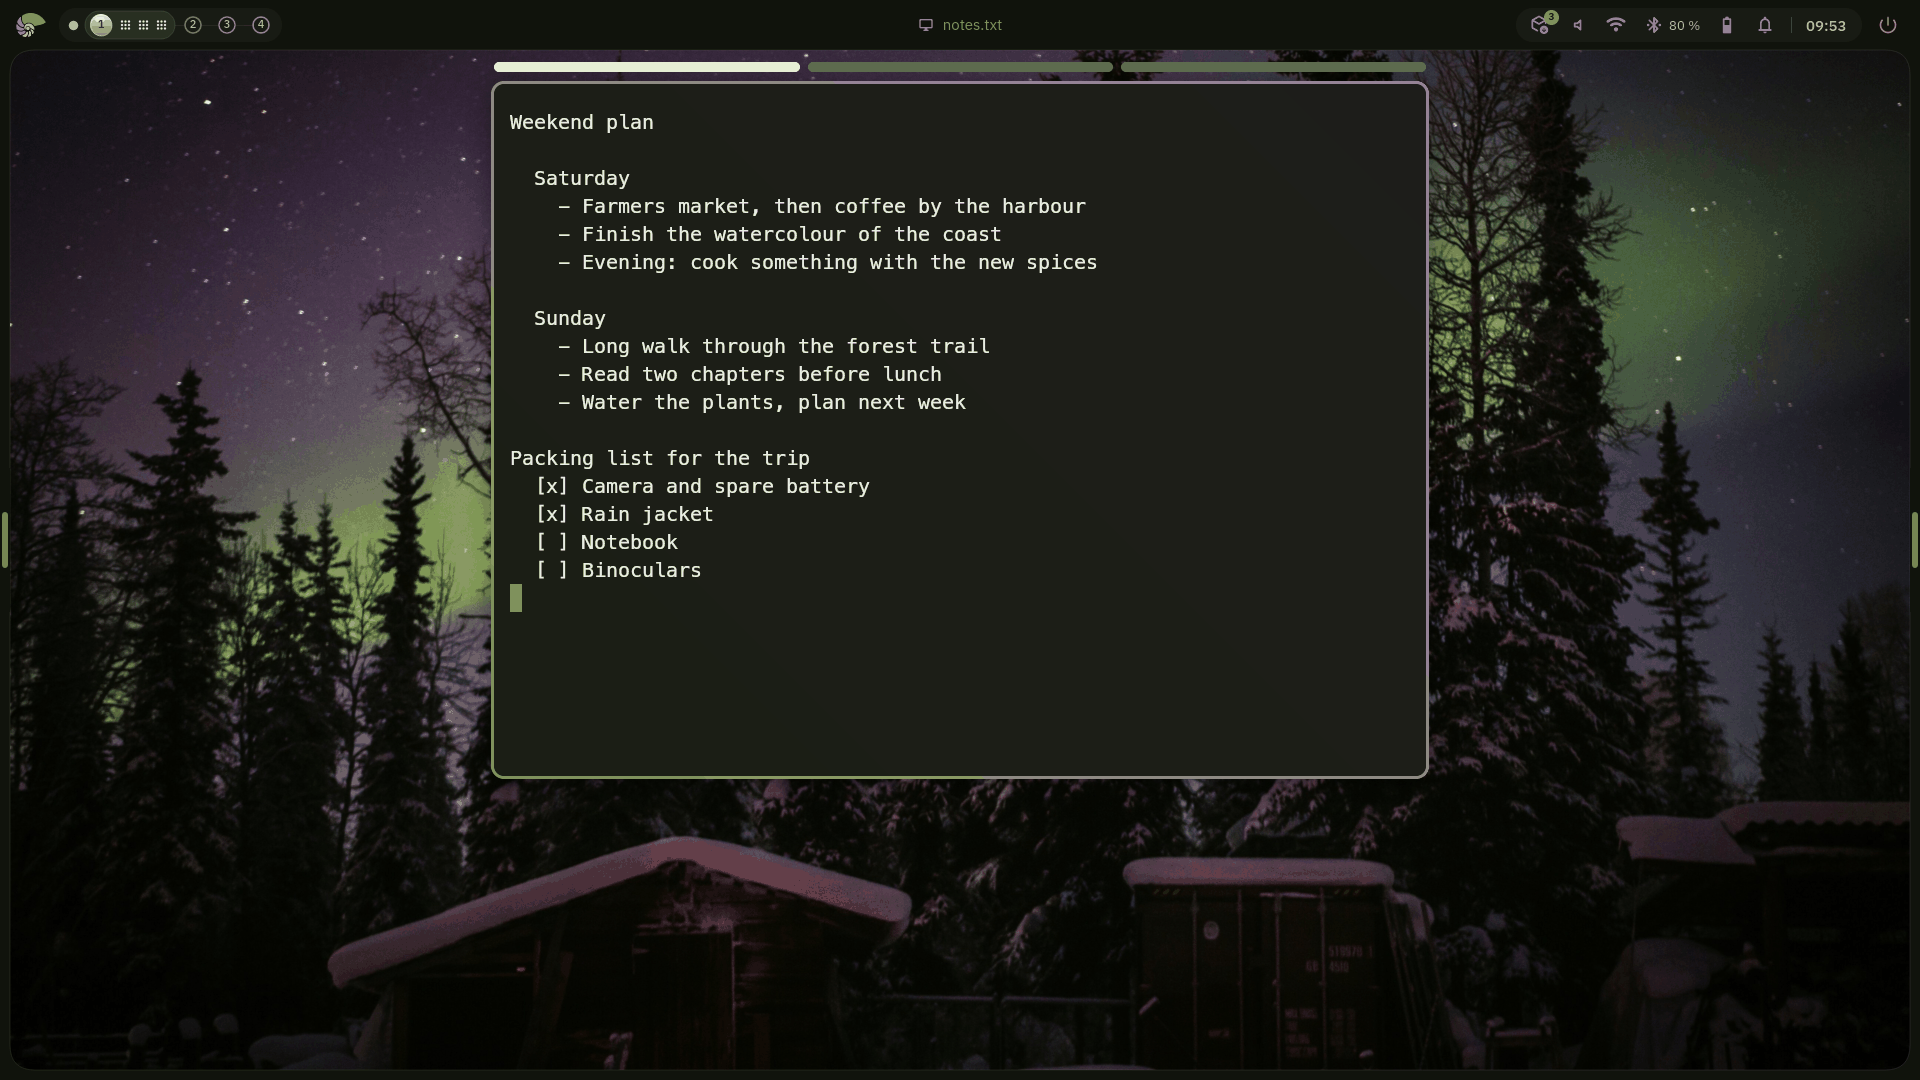 1 2 3 4
notes.txt
3
80 %
09:53
Weekend plan
Saturday
– Farmers market, then coffee by the harbour
– Finish the watercolour of the coast
– Evening: cook something with the new spices
Sunday
– Long walk through the forest trail
– Read two chapters before lunch
– Water the plants, plan next week
Packing list for the trip
[x] Camera and spare battery
[x] Rain jacket
[ ] Notebook
[ ] Binoculars